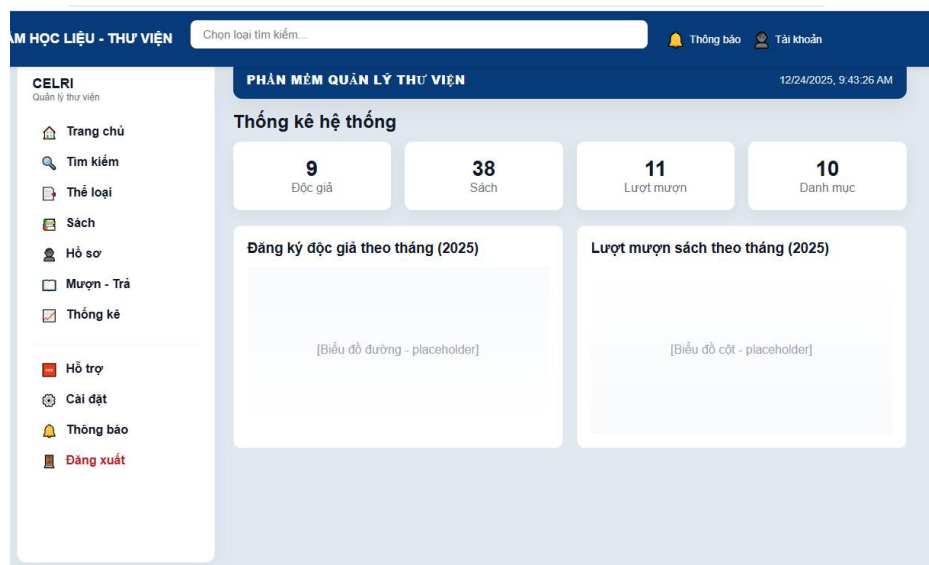 ÂM HỌC LIỆU - THƯ VIỆN
Chọn loại tìm kiếm...
Thông báo
Tài khoản
CELRI
Quản lý thư viện
Trang chủ
Tìm kiếm
Thể loại
Sách
Hồ sơ
Mượn - Trả
Thống kê
Hỗ trợ
Cài đặt
Thông báo
Đăng xuất
PHẦN MỀM QUẢN LÝ THƯ VIỆN
12/24/2025, 9:43:26 AM
Thống kê hệ thống
9
Độc giả
38
Sách
11
Lượt mượn
10
Danh mục
Đăng ký độc giả theo tháng (2025)
[Biểu đồ đường - placeholder]
Lượt mượn sách theo tháng (2025)
[Biểu đồ cột - placeholder]